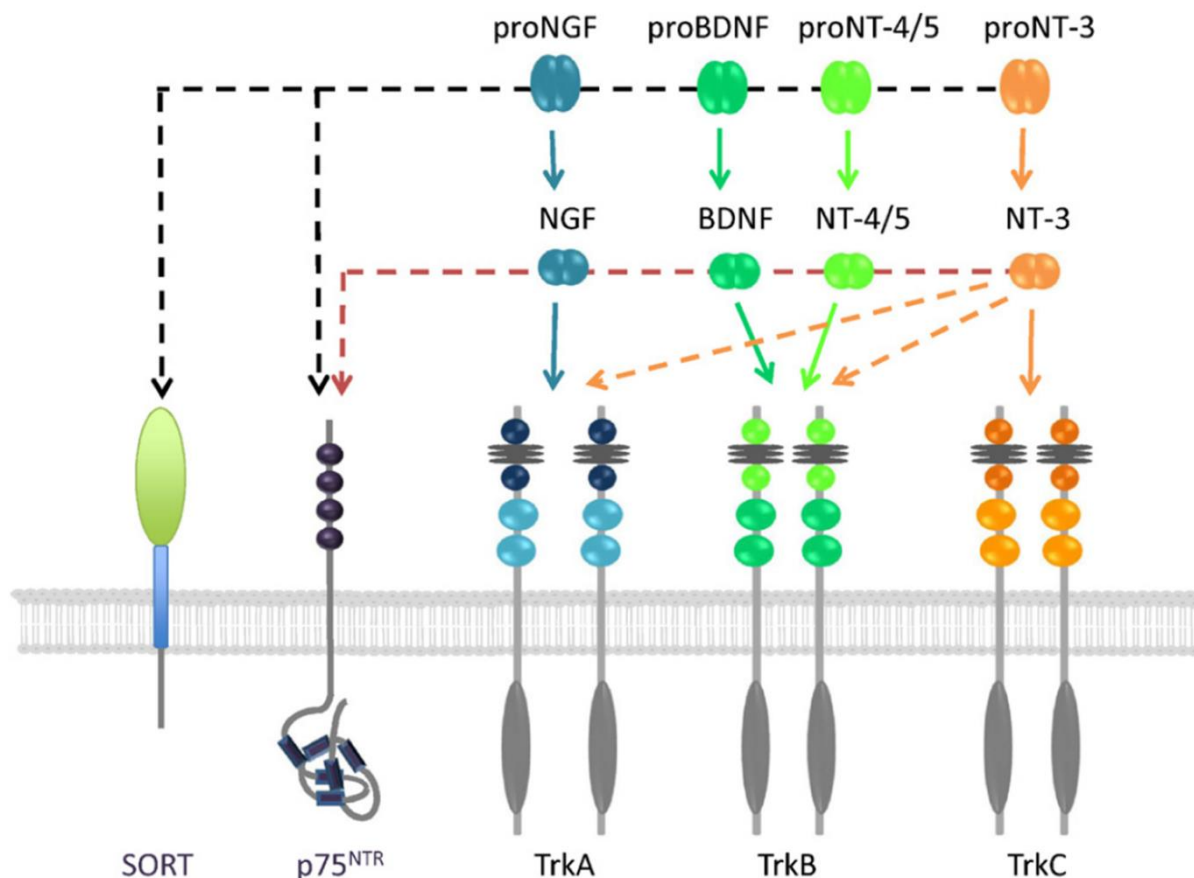 proNGF proBDNF proNT-4/5 proNT-3
NGF BDNF NT-4/5 NT-3
SORT p75NTR TrkA TrkB TrkC